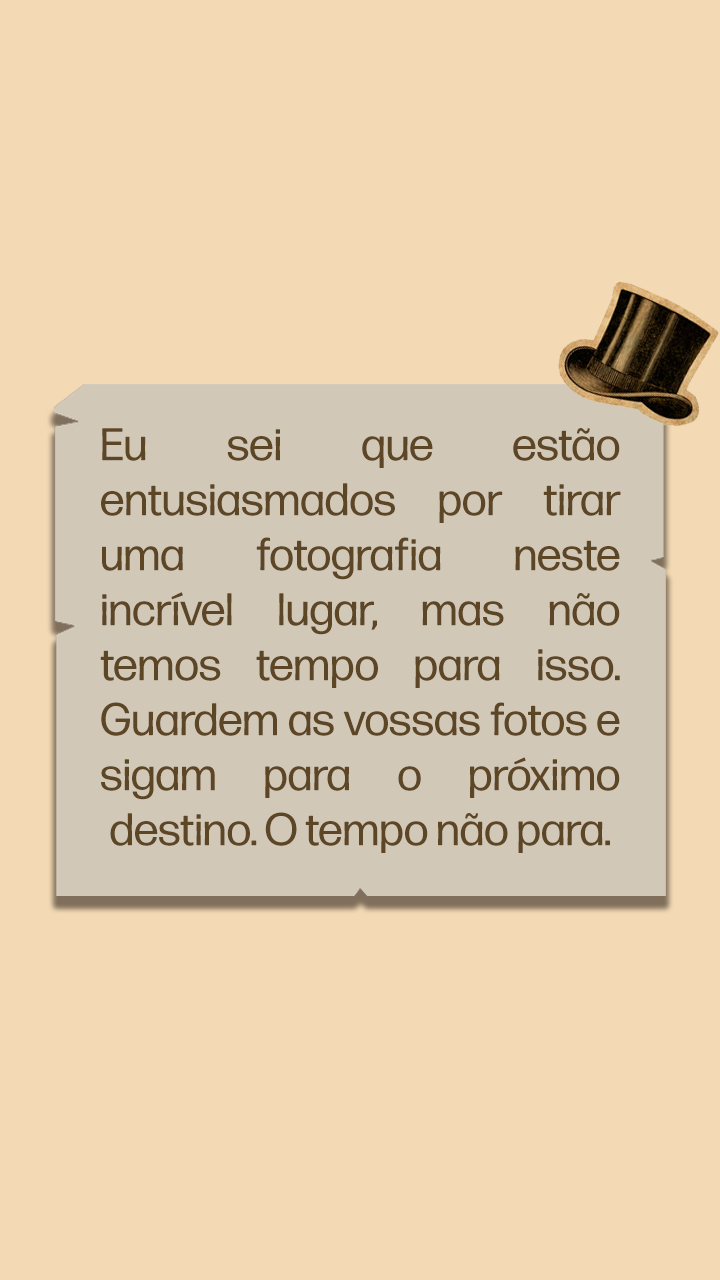 Eu sei que estão
entusiasmados por tirar
uma fotografia neste
incrível lugar, mas não
temos tempo para isso.
Guardem as vossas fotos e
sigam para o próximo
destino. O tempo não para.